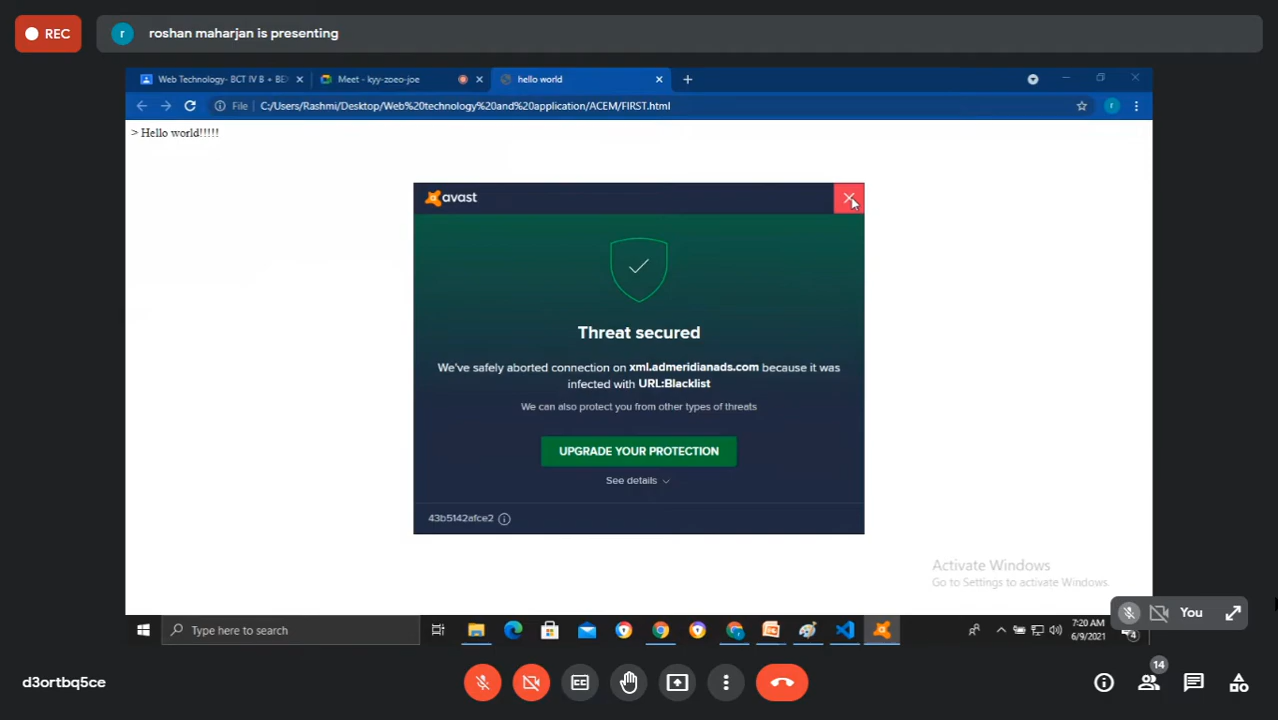 REC
r
roshan maharjan is presenting
Web Technology- BCT IV B + BE
Meet - kyy-zoeo-joe
hello world
File
C:/Users/Rashmi/Desktop/Web%20technology%20and%20application/ACEM/FIRST.html
r
> Hello world!!!!!
avast
Threat secured
We've safely aborted connection on xml.admeridianads.com because it was
infected with URL:Blacklist
We can also protect you from other types of threats
UPGRADE YOUR PROTECTION
See details
43b5142afce2
Activate Windows
Go to Settings to activate Windows.
You
Type here to search
7:20 AM
6/9/2021
4
d3ortbq5ce
CC
14